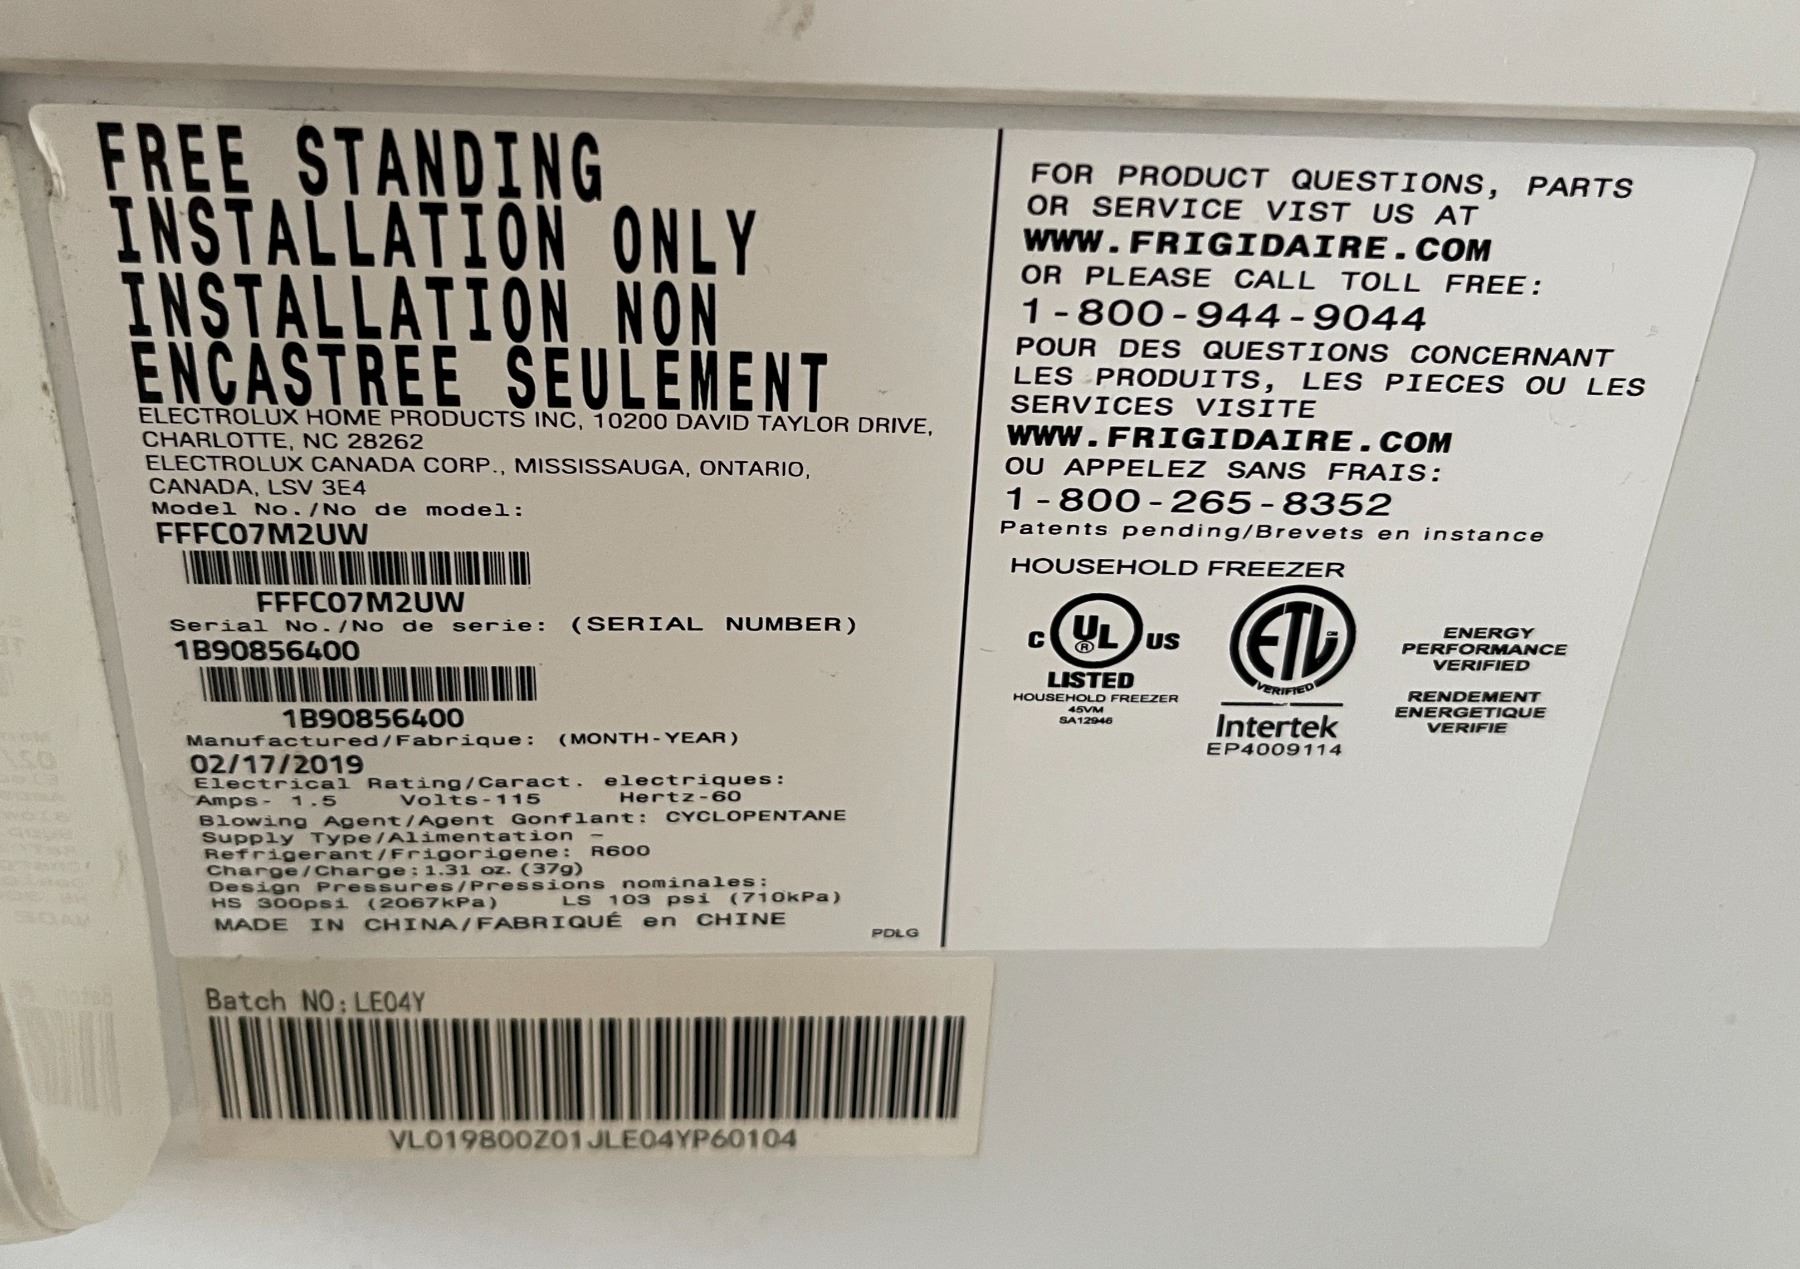 FREE STANDING
INSTALLATION ONLY
INSTALLATION NON
ENCASTREE SEULEMENT
ELECTROLUX HOME PRODUCTS INC, 10200 DAVID TAYLOR DRIVE,
CHARLOTTE, NC 28262
ELECTROLUX CANADA CORP., MISSISSAUGA, ONTARIO,
CANADA, LSV 3E4
Model No./No de model:
FFFC07M2UW
FFFC07M2UW
Serial No./No de serie: (SERIAL NUMBER)
1B90856400
1B90856400
Manufactured/Fabrique: (MONTH-YEAR)
02/17/2019
Electrical Rating/Caract. electriques:
Amps- 1.5 Volts-115 Hertz-60
Blowing Agent/Agent Gonflant: CYCLOPENTANE
Supply Type/Alimentation -
Refrigerant/Frigorigene: R600
Charge/Charge:1.31 oz. (37g)
Design Pressures/Pressions nominales:
HS 300psi (2067kPa) LS 103 psi (710kPa)
MADE IN CHINA/FABRIQUÉ en CHINE
PDLG
FOR PRODUCT QUESTIONS, PARTS
OR SERVICE VIST US AT
WWW.FRIGIDAIRE.COM
OR PLEASE CALL TOLL FREE:
1-800-944-9044
POUR DES QUESTIONS CONCERNANT
LES PRODUITS, LES PIECES OU LES
SERVICES VISITE
WWW.FRIGIDAIRE.COM
OU APPELEZ SANS FRAIS:
1-800-265-8352
Patents pending/Brevets en instance
HOUSEHOLD FREEZER
C UL ® US
LISTED
HOUSEHOLD FREEZER
45VM
SA12946
ETL CM
VERIFIED
Intertek
EP4009114
ENERGY
PERFORMANCE
VERIFIED
RENDEMENT
ENERGETIQUE
VERIFIE
Batch NO:LE04Y
VL019800Z01JLE04YP60104